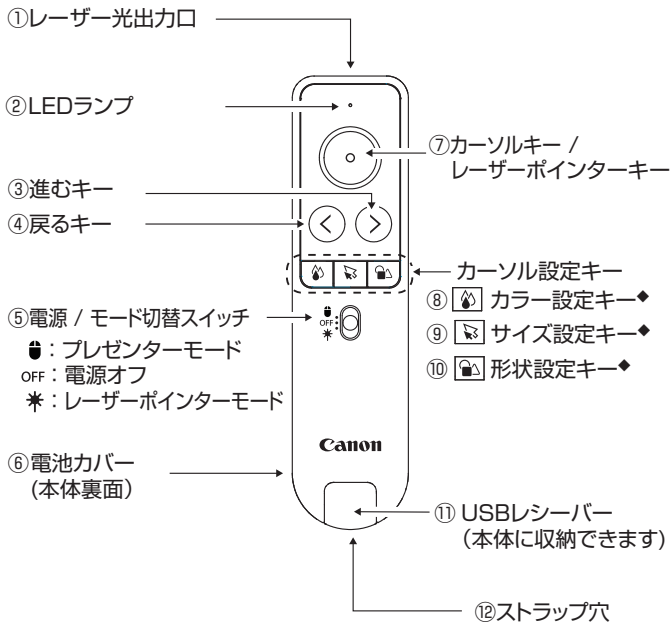 ①レーザー光出力口
②LEDランプ
⑦カーソルキー /
レーザーポインターキー
③進むキー
④戻るキー
カーソル設定キー
⑧ カラー設定キー◆
⑨ サイズ設定キー◆
⑩ 形状設定キー◆
⑤電源 / モード切替スイッチ
：プレゼンターモード
OFF：電源オフ
：レーザーポインターモード
OFF
Canon
⑥電池カバー
(本体裏面)
⑪ USBレシーバー
(本体に収納できます)
⑫ストラップ穴